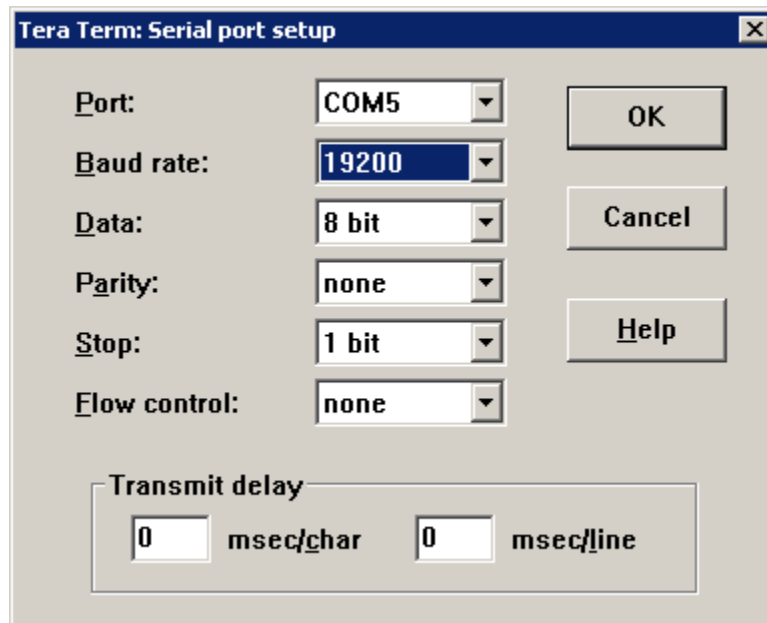 Tera Term: Serial port setup
Port: COM5 OK
Baud rate: 19200
Data: 8 bit Cancel
Parity: none
Stop: 1 bit Help
Flow control: none
Transmit delay
0 msec/char 0 msec/line